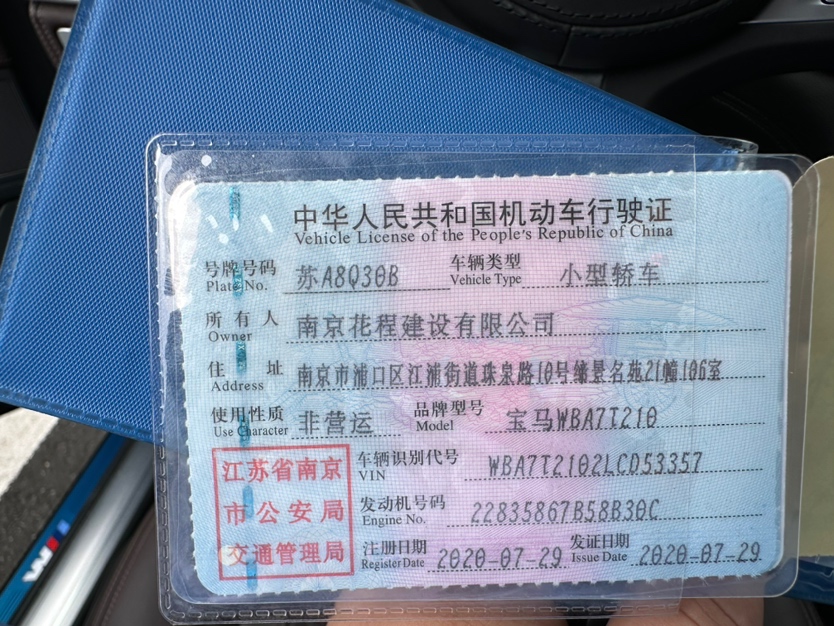 中华人民共和国机动车行驶证
Vehicle License of the People's Republic of China
号牌号码 苏A8Q30B 车辆类型 小型轿车
Plate No. Vehicle Type
所有人 南京花程建设有限公司
Owner
住址 南京市浦口区江浦街道珠泉路10号 景名苑21幢106室
Address
使用性质 非营运 品牌型号 宝马WBA7T210
Use Character Model
江苏省南京 车辆识别代号 WBA7T2102LCD53357
VIN
市公安局 发动机号码 22835867B58B30C
Engine No.
交通管理局 注册日期 2020-07-29 发证日期 2020-07-29
Register Date Issue Date